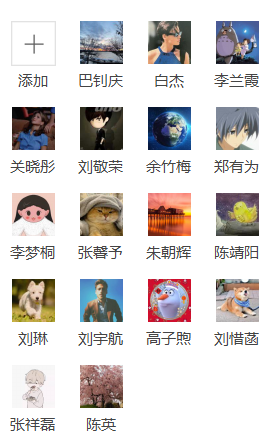 添加 巴钊庆 白杰 李兰霞
关晓彤 刘敬荣 余竹梅 郑有为
李梦桐 张馨予 朱朝辉 陈靖阳
刘琳 刘宇航 高子煦 刘惜菡
张祥磊 陈英